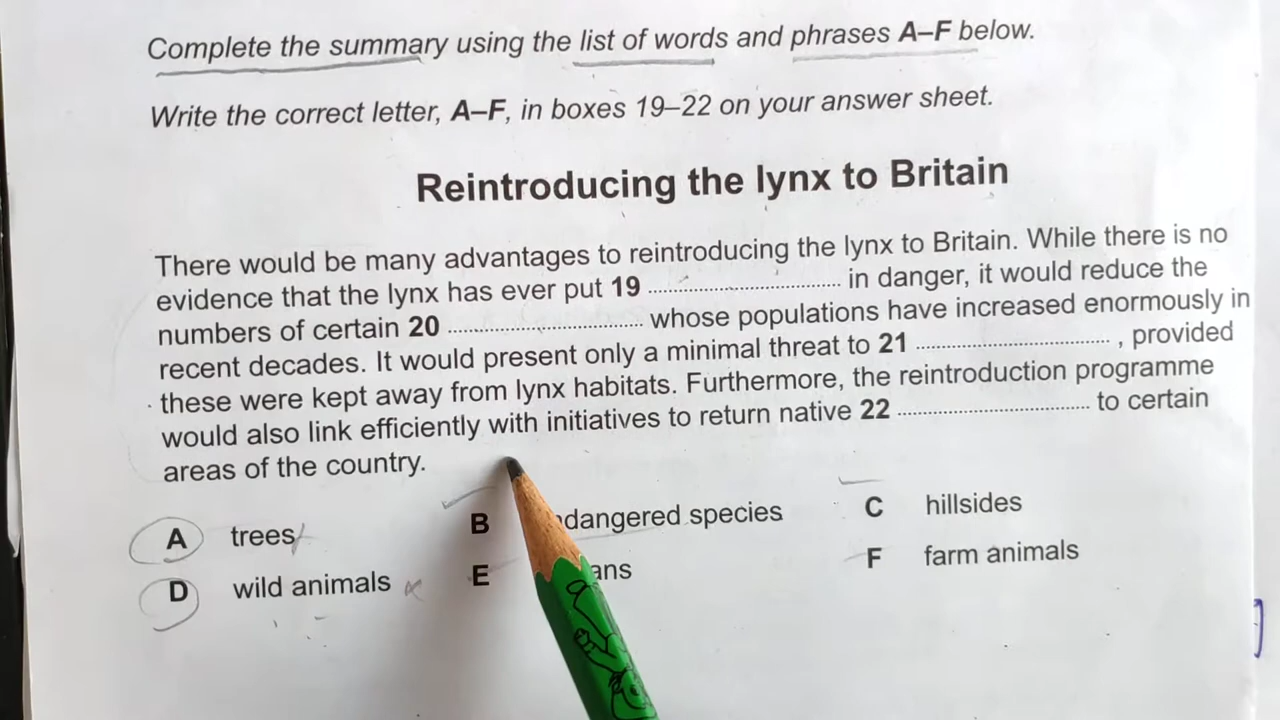 Complete the summary using the list of words and phrases A–F below.
Write the correct letter, A–F, in boxes 19–22 on your answer sheet.
Reintroducing the lynx to Britain
There would be many advantages to reintroducing the lynx to Britain. While there is no
evidence that the lynx has ever put 19 .................... in danger, it would reduce the
numbers of certain 20 .................... whose populations have increased enormously in
recent decades. It would present only a minimal threat to 21 .................... , provided
these were kept away from lynx habitats. Furthermore, the reintroduction programme
would also link efficiently with initiatives to return native 22 .................... to certain
areas of the country.
A trees B dangered species C hillsides
D wild animals E ans F farm animals